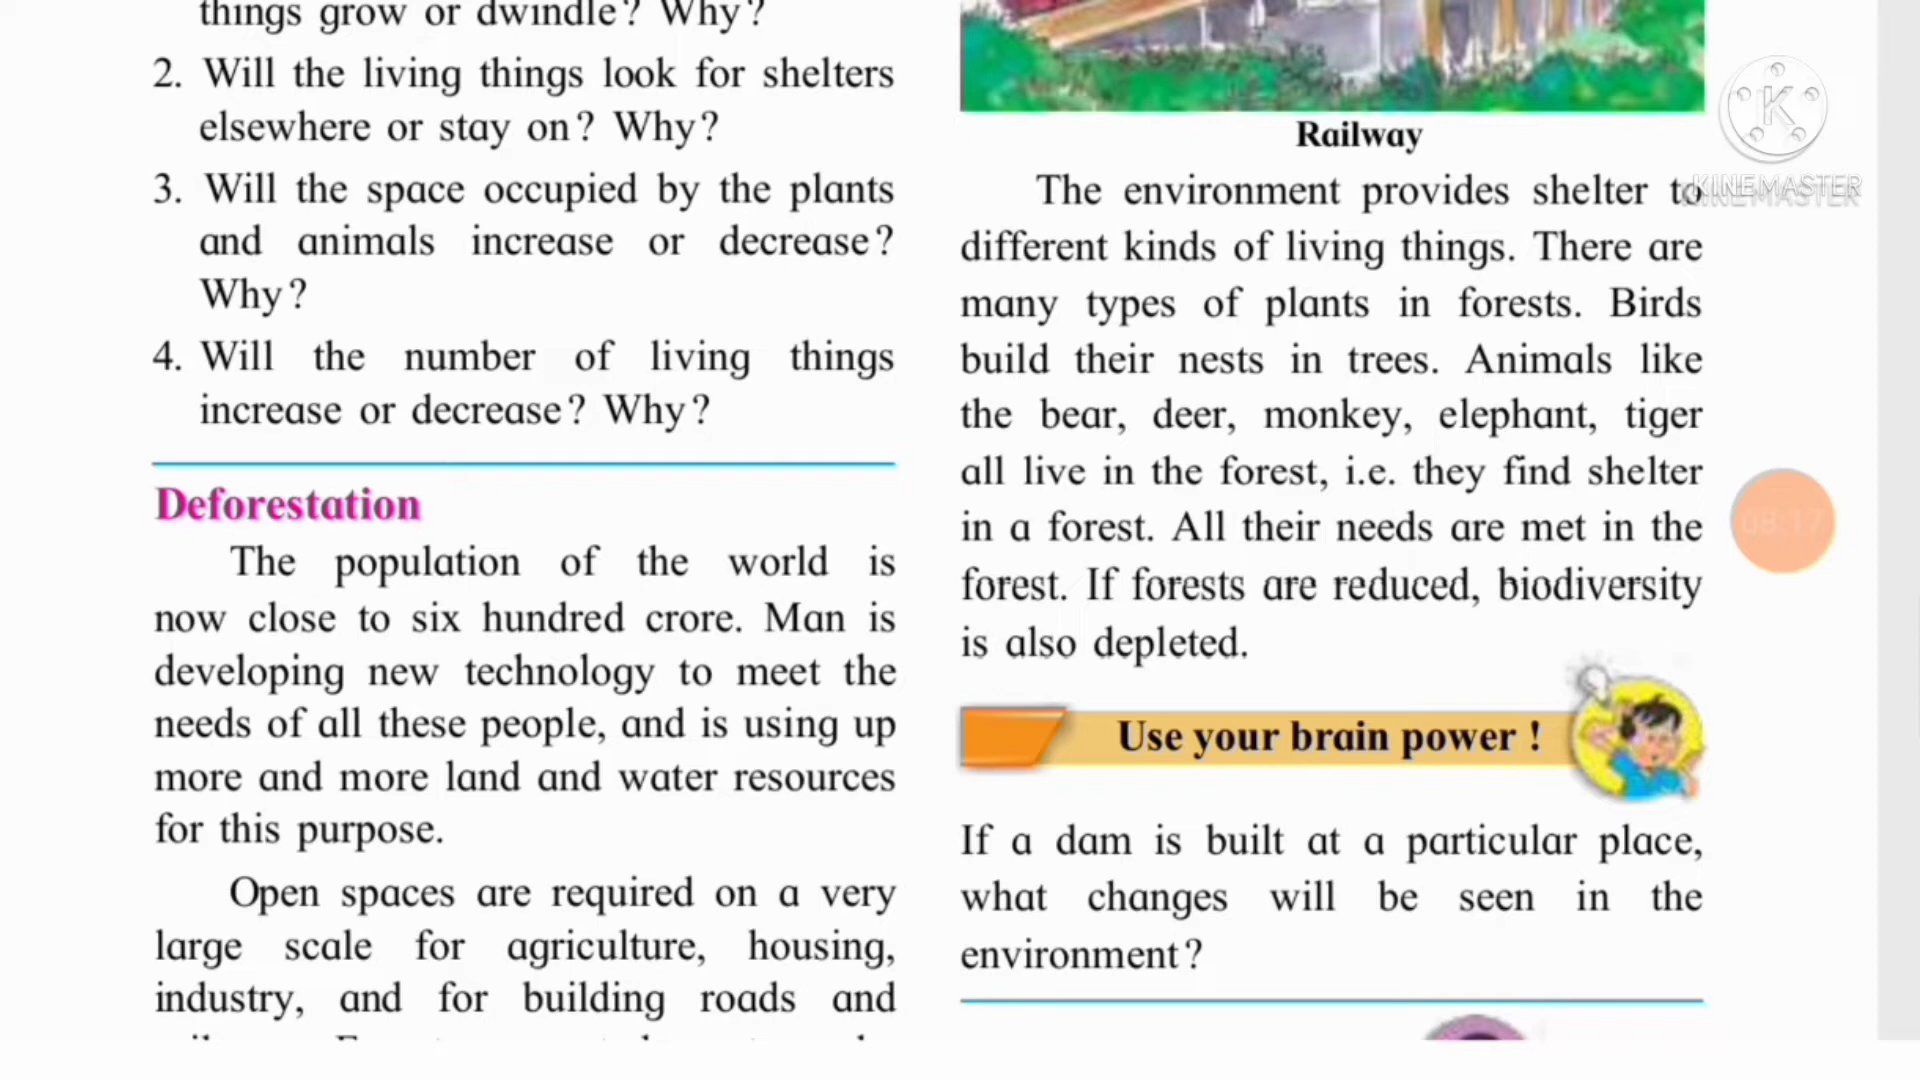 things grow or dwindle? Why?
2. Will the living things look for shelters
elsewhere or stay on? Why?
3. Will the space occupied by the plants
and animals increase or decrease?
Why?
4. Will the number of living things
increase or decrease? Why?
Deforestation
The population of the world is
now close to six hundred crore. Man is
developing new technology to meet the
needs of all these people, and is using up
more and more land and water resources
for this purpose.
Open spaces are required on a very
large scale for agriculture, housing,
industry, and for building roads and
Railway
The environment provides shelter to
different kinds of living things. There are
many types of plants in forests. Birds
build their nests in trees. Animals like
the bear, deer, monkey, elephant, tiger
all live in the forest, i.e. they find shelter
in a forest. All their needs are met in the
forest. If forests are reduced, biodiversity
is also depleted.
Use your brain power !
If a dam is built at a particular place,
what changes will be seen in the
environment?
K
KINEMASTER